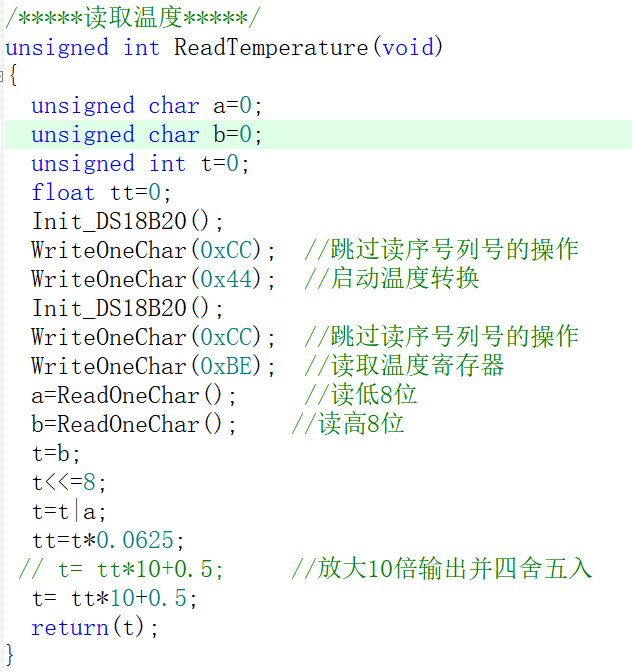 /*****读取温度*****/
unsigned int ReadTemperature(void)
{
  unsigned char a=0;
  unsigned char b=0;
  unsigned int t=0;
  float tt=0;
  Init_DS18B20();
  WriteOneChar(0xCC);  //跳过读序号列号的操作
  WriteOneChar(0x44);  //启动温度转换
  Init_DS18B20();
  WriteOneChar(0xCC);  //跳过读序号列号的操作
  WriteOneChar(0xBE);  //读取温度寄存器
  a=ReadOneChar();     //读低8位
  b=ReadOneChar();    //读高8位
  t=b;
  t<<=8;
  t=t|a;
  tt=t*0.0625;
 // t= tt*10+0.5;     //放大10倍输出并四舍五入
  t= tt*10+0.5;
  return(t);
}